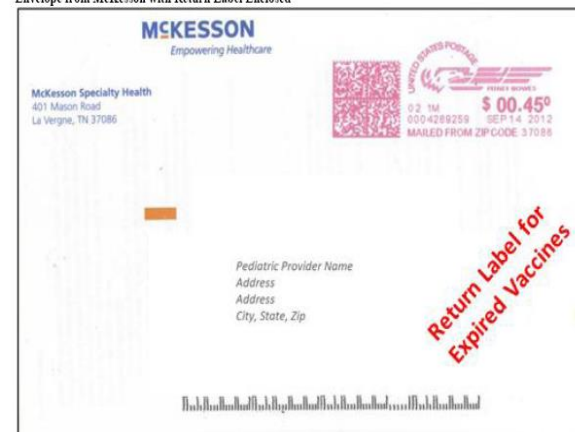 Envelope from McKesson with Return Label Enclosed
MCKESSON
Empowering Healthcare
McKesson Specialty Health
401 Mason Road
La Vergne, TN 37086
UNITED STATES POSTAGE
PITNEY BOWES
02 1M
$ 00.45⁰
0004269259
SEP 14 2012
MAILED FROM ZIP CODE 37086
Return Label for
Expired Vaccines
Pediatric Provider Name
Address
Address
City, State, Zip